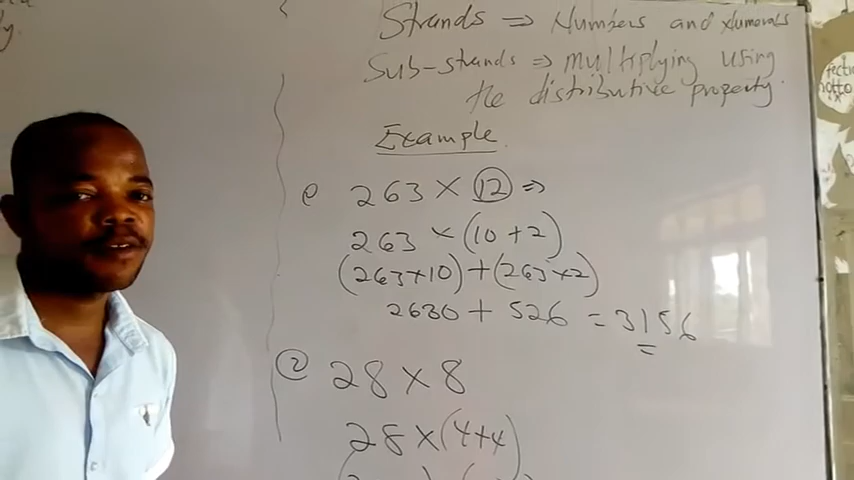 Strands ⇒ Numbers and Numerals
Sub-strands ⇒ Multiplying using
the distributive property.
Example
263 × 12 ⇒
263 × (10 + 2)
(263×10) + (263×2)
2630 + 526 = 3156
② 28 × 8
28 × (4+4)